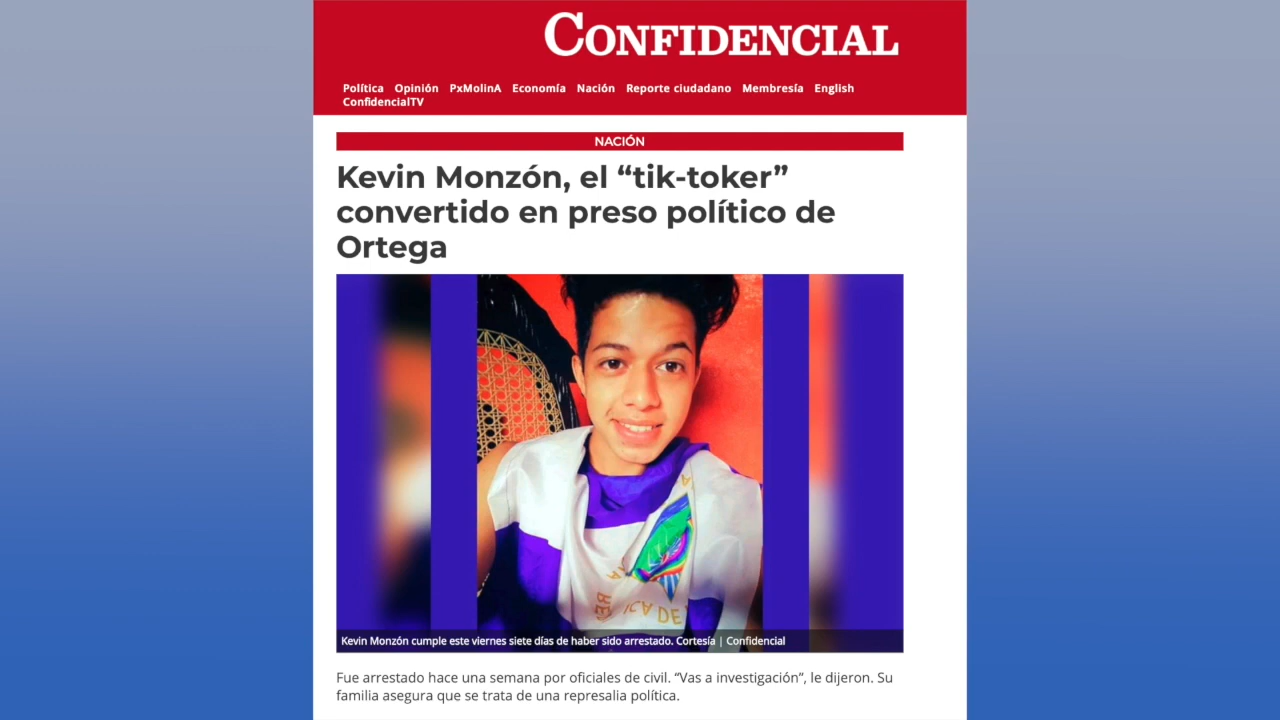 CONFIDENCIAL
Política Opinión PxMolinA Economía Nación Reporte ciudadano Membresía English
ConfidencialTV
NACIÓN
Kevin Monzón, el “tik-toker”
convertido en preso político de
Ortega
Kevin Monzón cumple este viernes siete días de haber sido arrestado. Cortesía | Confidencial
Fue arrestado hace una semana por oficiales de civil. “Vas a investigación”, le dijeron. Su
familia asegura que se trata de una represalia política.